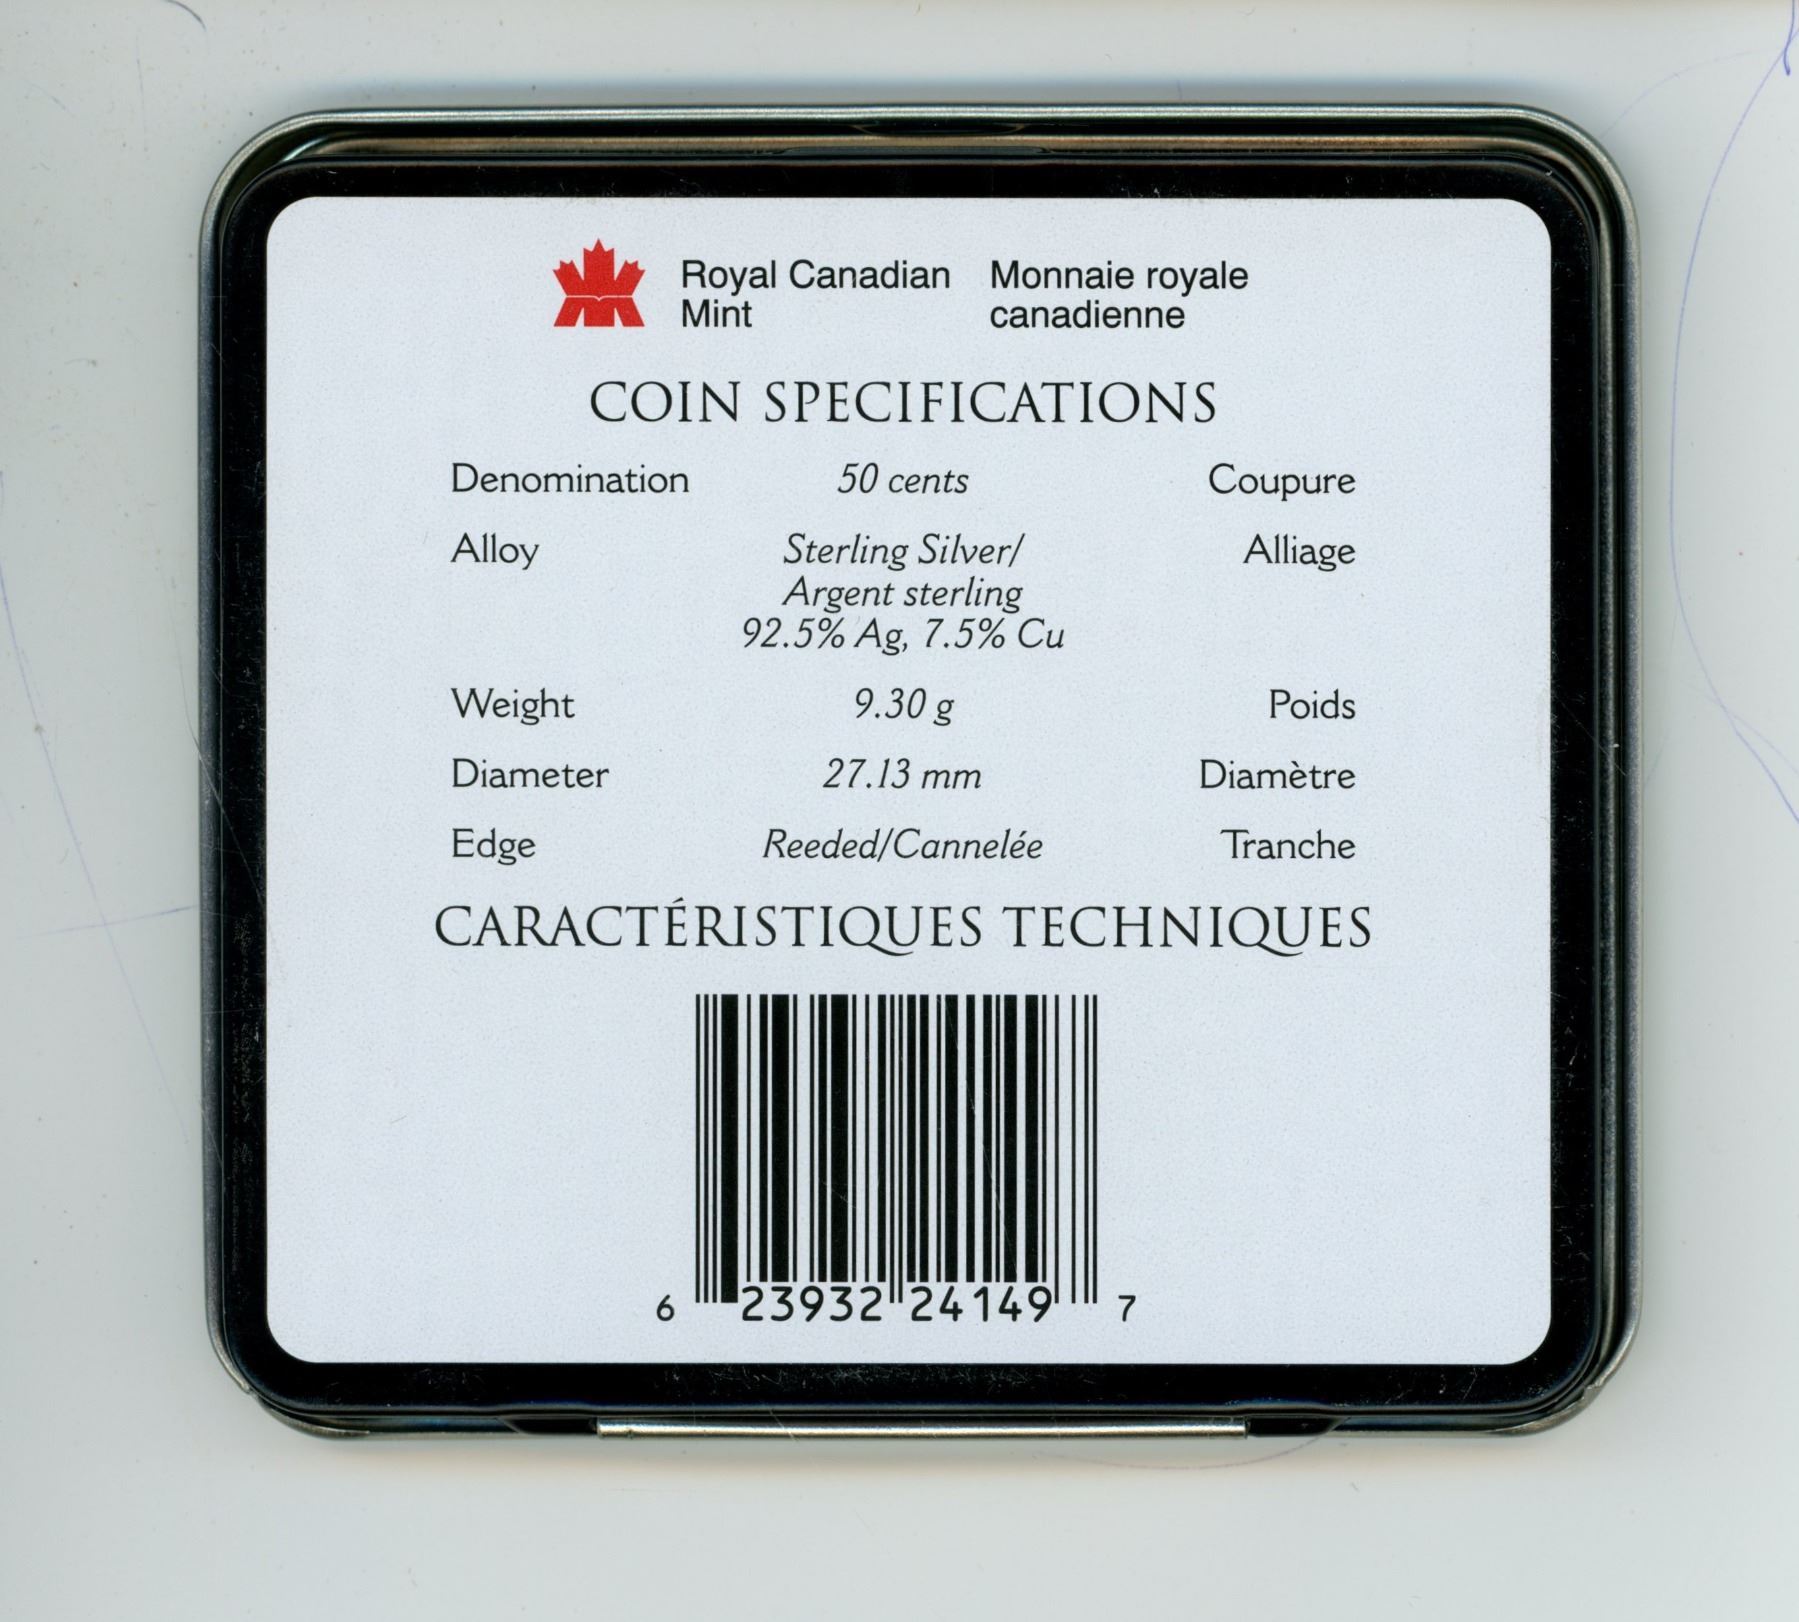 Royal Canadian Mint
Monnaie royale canadienne
COIN SPECIFICATIONS
Denomination 50 cents Coupure
Alloy Sterling Silver/ Alliage
Argent sterling
92.5% Ag, 7.5% Cu
Weight 9.30 g Poids
Diameter 27.13 mm Diamètre
Edge Reeded/Cannelée Tranche
CARACTÉRISTIQUES TECHNIQUES
6 23932 24149 7